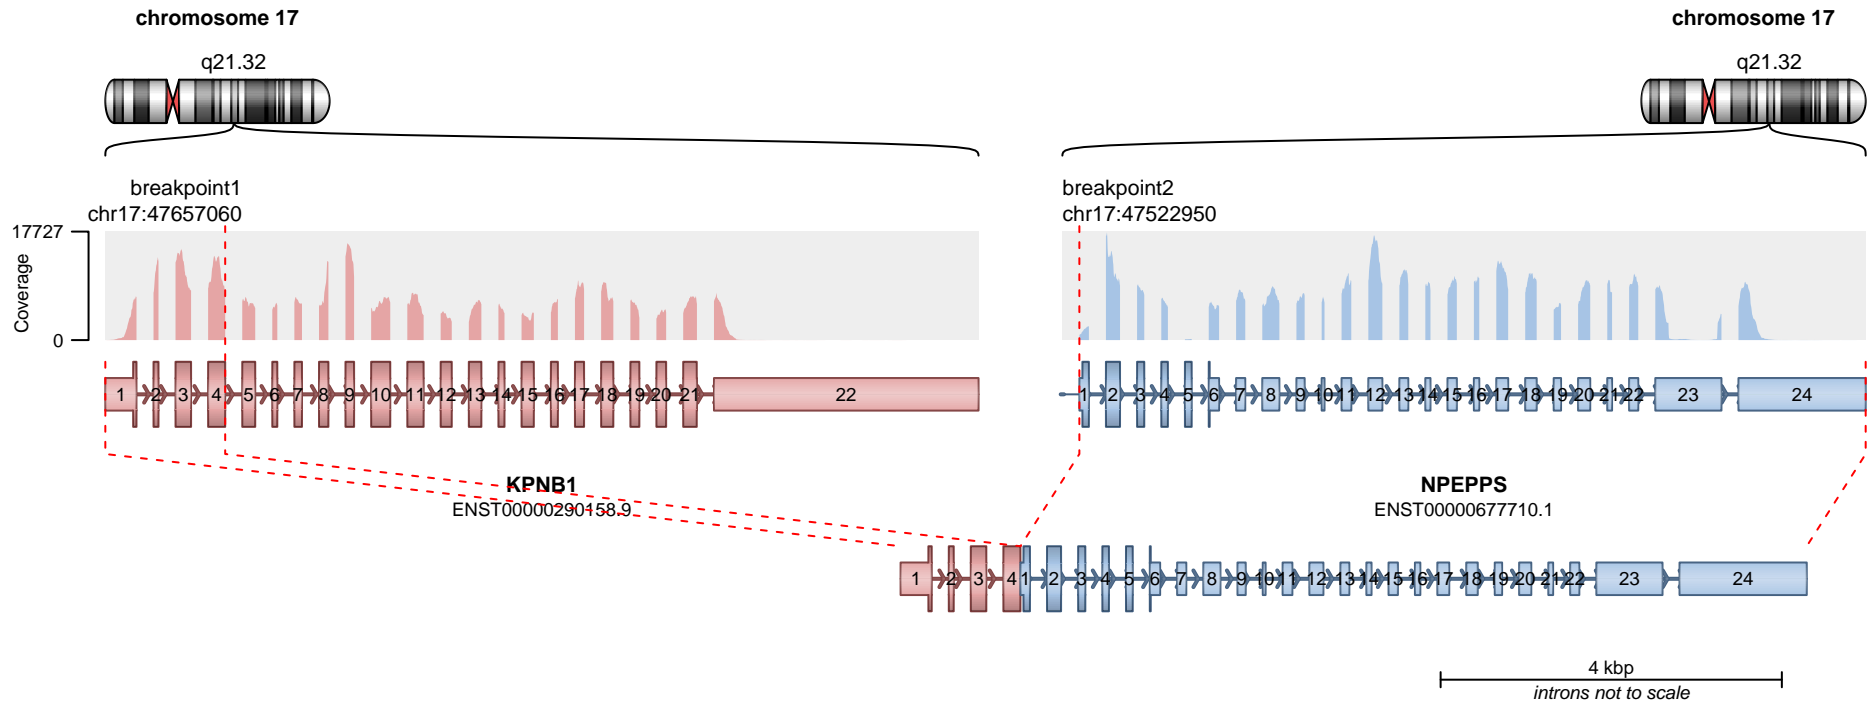 chromosome 17
chromosome 17
q21.32
q21.32
breakpoint1
chr17:47657060
breakpoint2
chr17:47522950
17727
Coverage
0
1 2 3 4 5 6 7 8 9 10 11 12 13 14 15 16 17 18 19 20 21 22
1 2 3 4 5 6 7 8 9 10 11 12 13 14 15 16 17 18 19 20 21 22 23 24
KPNB1
ENST00000290158.9
NPEPPS
ENST00000677710.1
1 2 3 4 1 2 3 4 5 6 7 8 9 10 11 12 13 14 15 16 17 18 19 20 21 22 23 24
4 kbp
introns not to scale